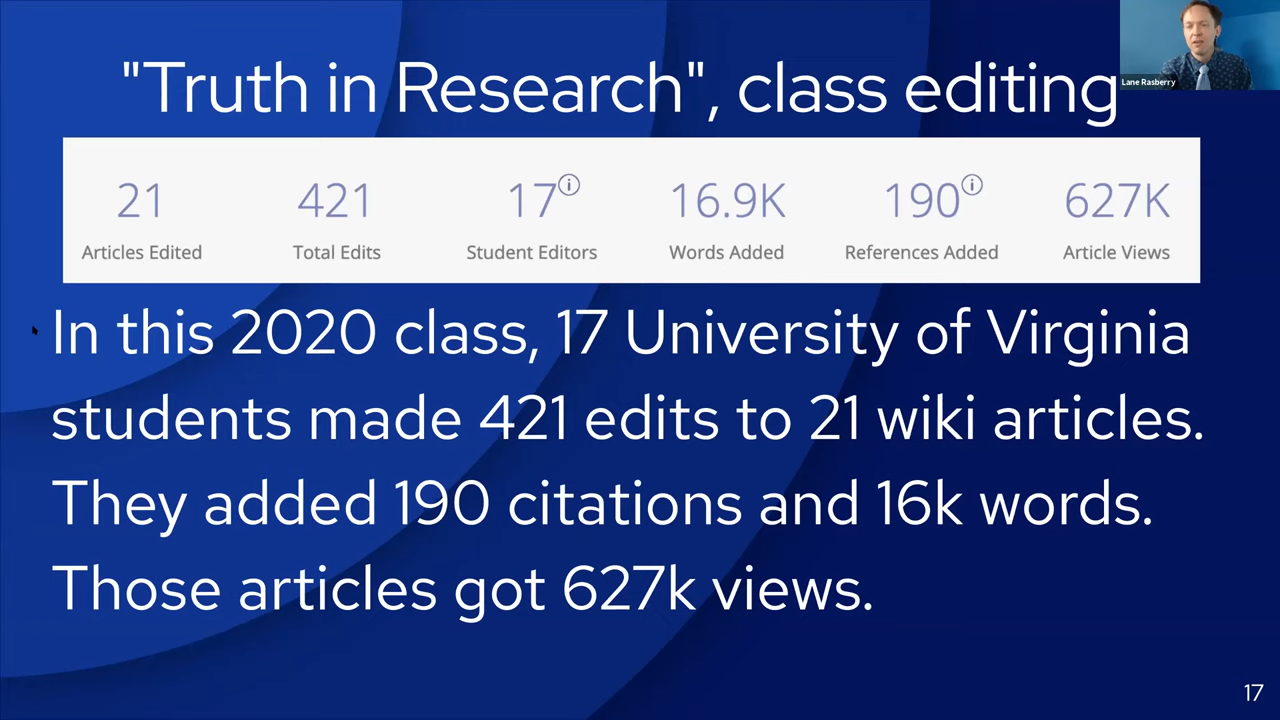 "Truth in Research", class editing
Lane Rasberry
21 421 17 16.9K 190 627K
Articles Edited Total Edits Student Editors Words Added References Added Article Views
In this 2020 class, 17 University of Virginia
students made 421 edits to 21 wiki articles.
They added 190 citations and 16k words.
Those articles got 627k views.
17